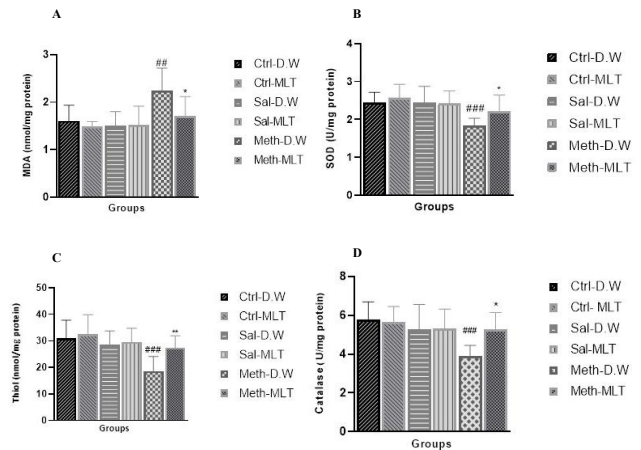 A
MDA (nmol/mg protein)
3
2
1
0
##
*
Groups
Ctrl-D.W
Ctrl-MLT
Sal-D.W
Sal-MLT
Meth-D.W
Meth-MLT
B
SOD (U/mg protein)
4
3
2
1
0
###
*
Groups
Ctrl-D.W
Ctrl-MLT
Sal-D.W
Sal-MLT
Meth-D.W
Meth-MLT
C
Thiol (nmol/mg protein)
50
40
30
20
10
0
###
**
Groups
Ctrl-D.W
Ctrl-MLT
Sal-D.W
Sal-MLT
Meth-D.W
Meth-MLT
D
Catalase (U/mg protein)
8
6
4
2
0
###
*
Groups
Ctrl-D.W
Ctrl- MLT
Sal-D.W
Sal-MLT
Meth-D.W
Meth-MLT